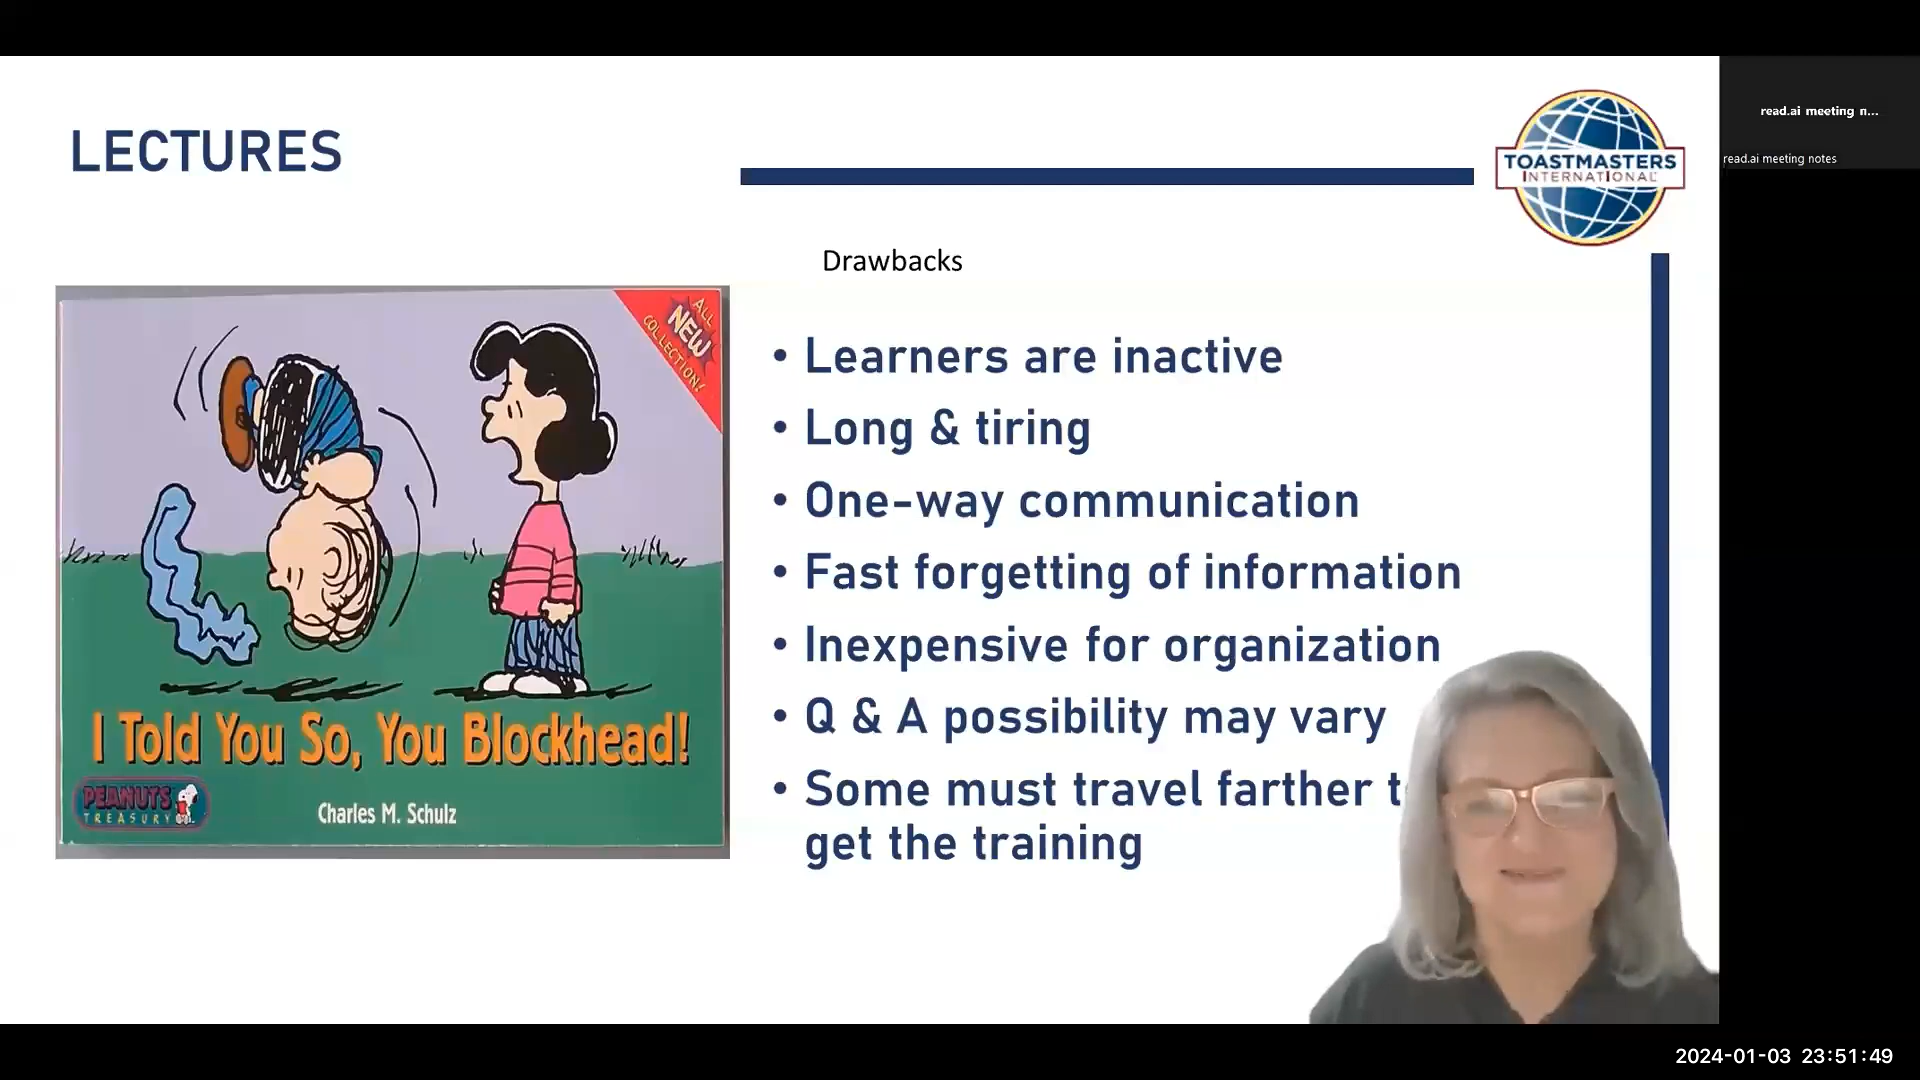 LECTURES
TOASTMASTERS
INTERNATIONAL
read.ai meeting n...
read.ai meeting notes
Drawbacks
ALL
NEW
COLLECTION!
• Learners are inactive
• Long & tiring
• One-way communication
• Fast forgetting of information
• Inexpensive for organization
• Q & A possibility may vary
• Some must travel farther t
get the training
I Told You So, You Blockhead!
PEANUTS
TREASURY
Charles M. Schulz
2024-01-03 23:51:49